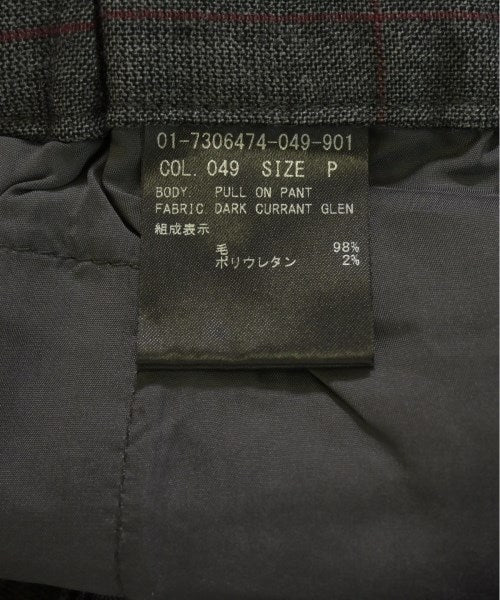 01-7306474-049-901
COL. 049 SIZE P
BODY. PULL ON PANT
FABRIC DARK CURRANT GLEN
組成表示
毛 98%
ポリウレタン 2%